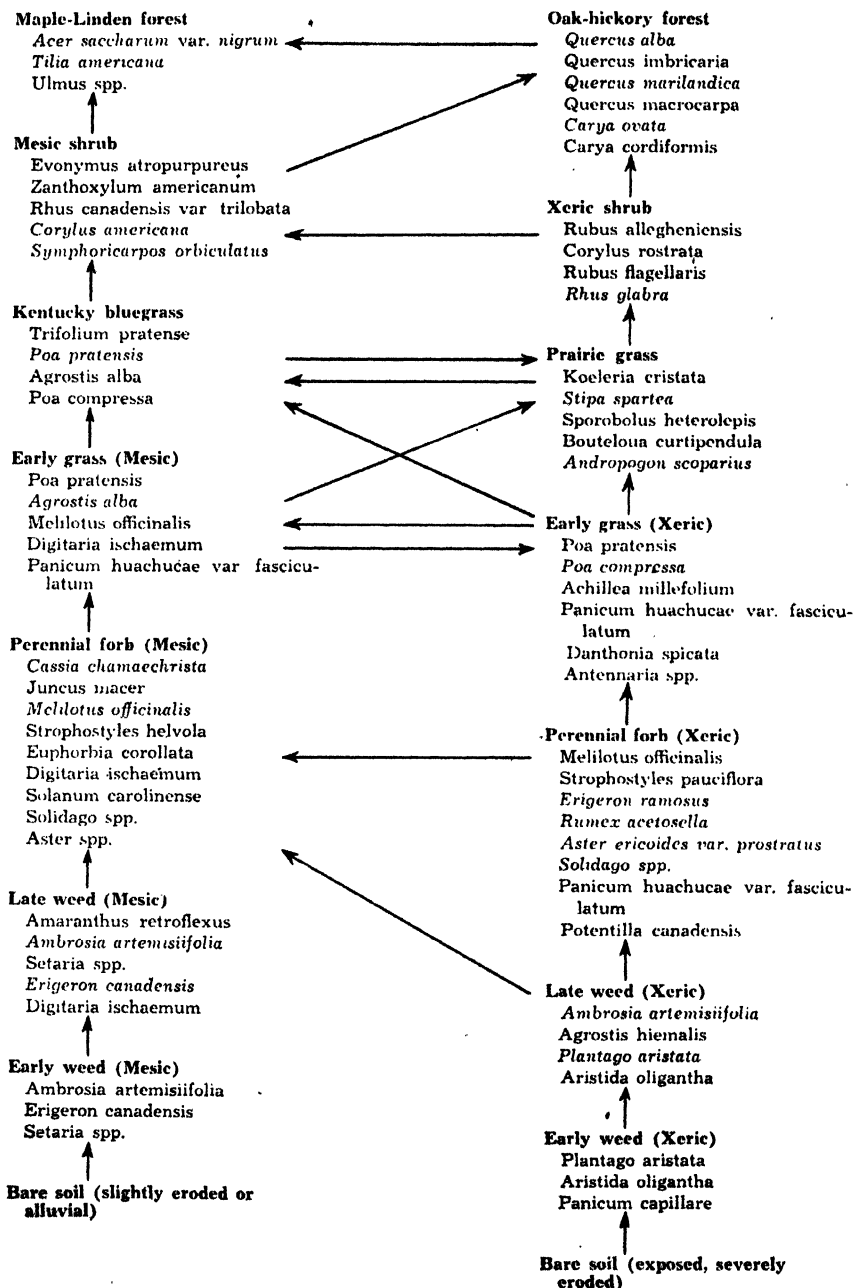 Maple-Linden forest
Acer saccharum var. nigrum
Tilia americana
Ulmus spp.
Mesic shrub
Evonymus atropurpureus
Zanthoxylum americanum
Rhus canadensis var trilobata
Corylus americana
Symphoricarpos orbiculatus
Kentucky bluegrass
Trifolium pratense
Poa pratensis
Agrostis alba
Poa compressa
Early grass (Mesic)
Poa pratensis
Agrostis alba
Melilotus officinalis
Digitaria ischaemum
Panicum huachucae var fascicu-
latum
Perennial forb (Mesic)
Cassia chamaechrista
Juncus macer
Melilotus officinalis
Strophostyles helvola
Euphorbia corollata
Digitaria ischaemum
Solanum carolinense
Solidago spp.
Aster spp.
Late weed (Mesic)
Amaranthus retroflexus
Ambrosia artemisiifolia
Setaria spp.
Erigeron canadensis
Digitaria ischaemum
Early weed (Mesic)
Ambrosia artemisiifolia
Erigeron canadensis
Setaria spp.
Bare soil (slightly eroded or
alluvial)
Oak-hickory forest
Quercus alba
Quercus imbricaria
Quercus marilandica
Quercus macrocarpa
Carya ovata
Carya cordiformis
Xeric shrub
Rubus allegheniensis
Corylus rostrata
Rubus flagellaris
Rhus glabra
Prairie grass
Koeleria cristata
Stipa spartea
Sporobolus heterolepis
Bouteloua curtipendula
Andropogon scoparius
Early grass (Xeric)
Poa pratensis
Poa compressa
Achillea millefolium
Panicum huachucae var. fascicu-
latum
Danthonia spicata
Antennaria spp.
Perennial forb (Xeric)
Melilotus officinalis
Strophostyles pauciflora
Erigeron ramosus
Rumex acetosella
Aster ericoides var. prostratus
Solidago spp.
Panicum huachucae var. fascicu-
latum
Potentilla canadensis
Late weed (Xeric)
Ambrosia artemisiifolia
Agrostis hiemalis
Plantago aristata
Aristida oligantha
Early weed (Xeric)
Plantago aristata
Aristida oligantha
Panicum capillare
Bare soil (exposed, severely
eroded)